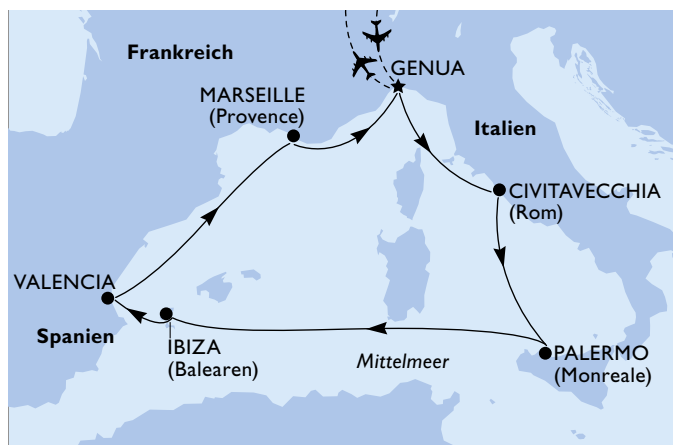 Frankreich
GENUA
MARSEILLE
(Provence)
Italien
CIVITAVECCHIA
(Rom)
VALENCIA
Spanien
IBIZA
(Balearen)
Mittelmeer
PALERMO
(Monreale)